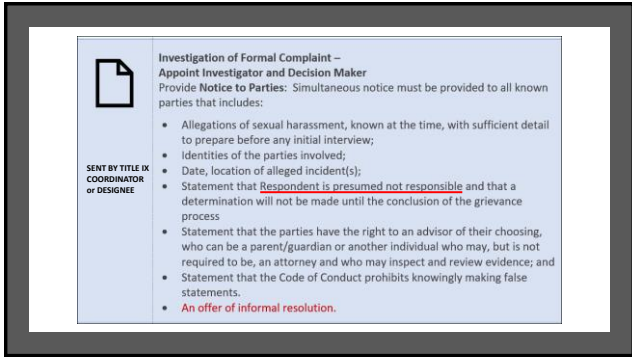 Investigation of Formal Complaint –
Appoint Investigator and Decision Maker
Provide Notice to Parties: Simultaneous notice must be provided to all known
parties that includes:
• Allegations of sexual harassment, known at the time, with sufficient detail
to prepare before any initial interview;
• Identities of the parties involved;
• Date, location of alleged incident(s);
• Statement that Respondent is presumed not responsible and that a
determination will not be made until the conclusion of the grievance
process
• Statement that the parties have the right to an advisor of their choosing,
who can be a parent/guardian or another individual who may, but is not
required to be, an attorney and who may inspect and review evidence; and
• Statement that the Code of Conduct prohibits knowingly making false
statements.
• An offer of informal resolution.
SENT BY TITLE IX
COORDINATOR
or DESIGNEE